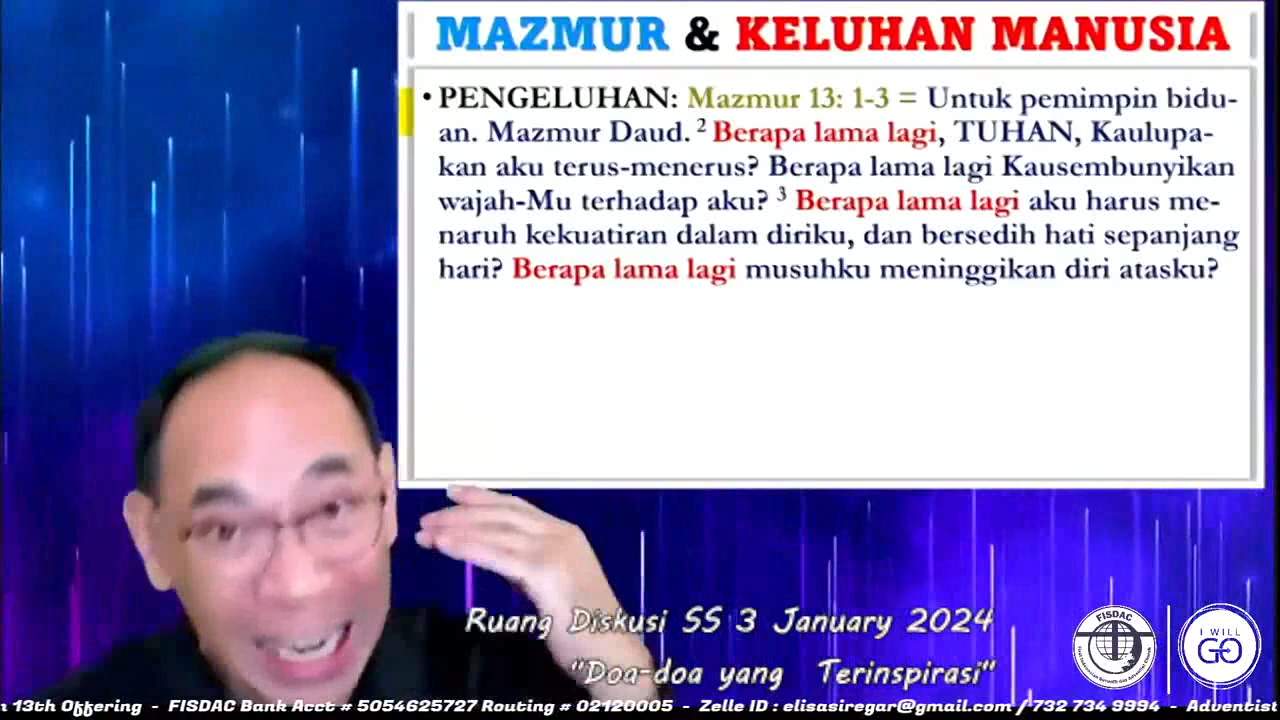 MAZMUR & KELUHAN MANUSIA
• PENGELUHAN: Mazmur 13: 1-3 = Untuk pemimpin bidu-
an. Mazmur Daud. 2 Berapa lama lagi, TUHAN, Kaulupa-
kan aku terus-menerus? Berapa lama lagi Kausembunyikan
wajah-Mu terhadap aku? 3 Berapa lama lagi aku harus me-
naruh kekuatiran dalam diriku, dan bersedih hati sepanjang
hari? Berapa lama lagi musuhku meninggikan diri atasku?
Ruang Diskusi SS 3 January 2024
"Doa-doa yang Terinspirasi"
FISDAC
I WILL
GO
n 13th Offering - FISDAC Bank Acct # 5054625727 Routing # 02120005 - Zelle ID : elisasiregar@gmail.com / 732 734 9994 - Adventist